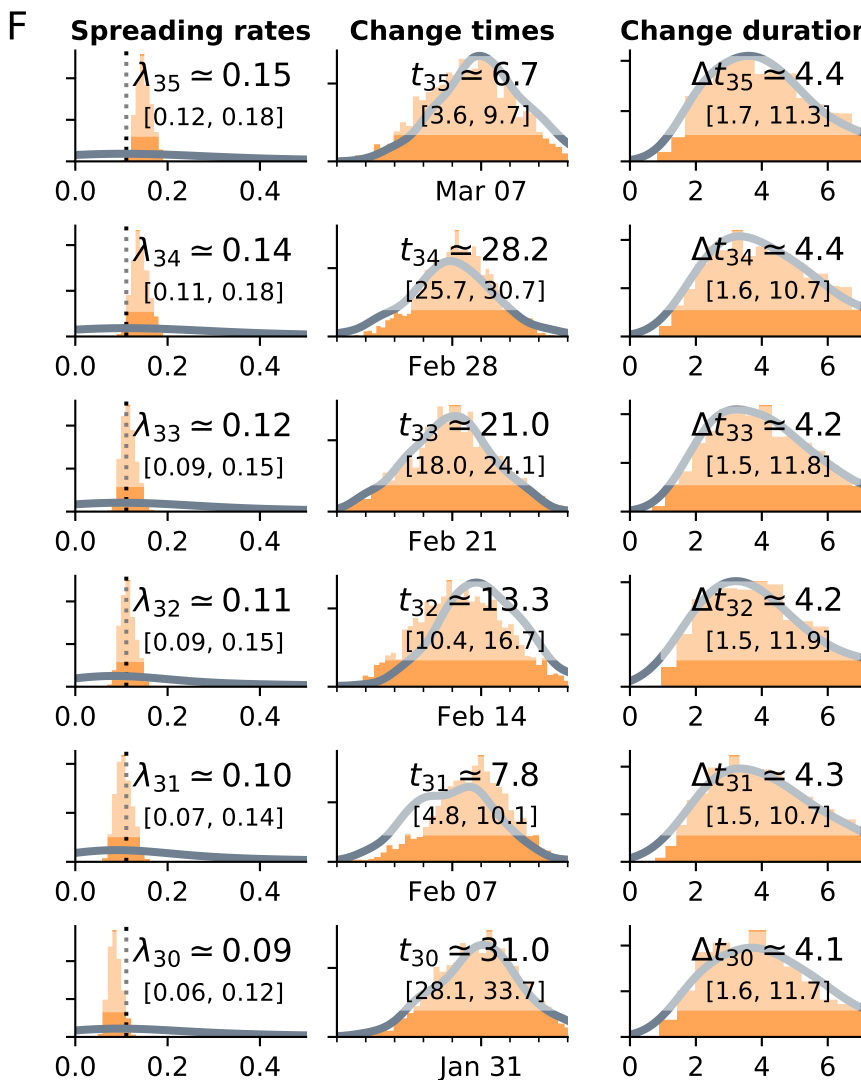 F
Spreading rates Change times Change duration
λ35 ≃ 0.15 t35 ≃ 6.7 Δt35 ≃ 4.4
[0.12, 0.18] [3.6, 9.7] [1.7, 11.3]
0.0 0.2 0.4 0 2 4 6
Mar 07
λ34 ≃ 0.14 t34 ≃ 28.2 Δt34 ≃ 4.4
[0.11, 0.18] [25.7, 30.7] [1.6, 10.7]
0.0 0.2 0.4 0 2 4 6
Feb 28
λ33 ≃ 0.12 t33 ≃ 21.0 Δt33 ≃ 4.2
[0.09, 0.15] [18.0, 24.1] [1.5, 11.8]
0.0 0.2 0.4 0 2 4 6
Feb 21
λ32 ≃ 0.11 t32 ≃ 13.3 Δt32 ≃ 4.2
[0.09, 0.15] [10.4, 16.7] [1.5, 11.9]
0.0 0.2 0.4 0 2 4 6
Feb 14
λ31 ≃ 0.10 t31 ≃ 7.8 Δt31 ≃ 4.3
[0.07, 0.14] [4.8, 10.1] [1.5, 10.7]
0.0 0.2 0.4 0 2 4 6
Feb 07
λ30 ≃ 0.09 t30 ≃ 31.0 Δt30 ≃ 4.1
[0.06, 0.12] [28.1, 33.7] [1.6, 11.7]
0.0 0.2 0.4 0 2 4 6
Jan 31